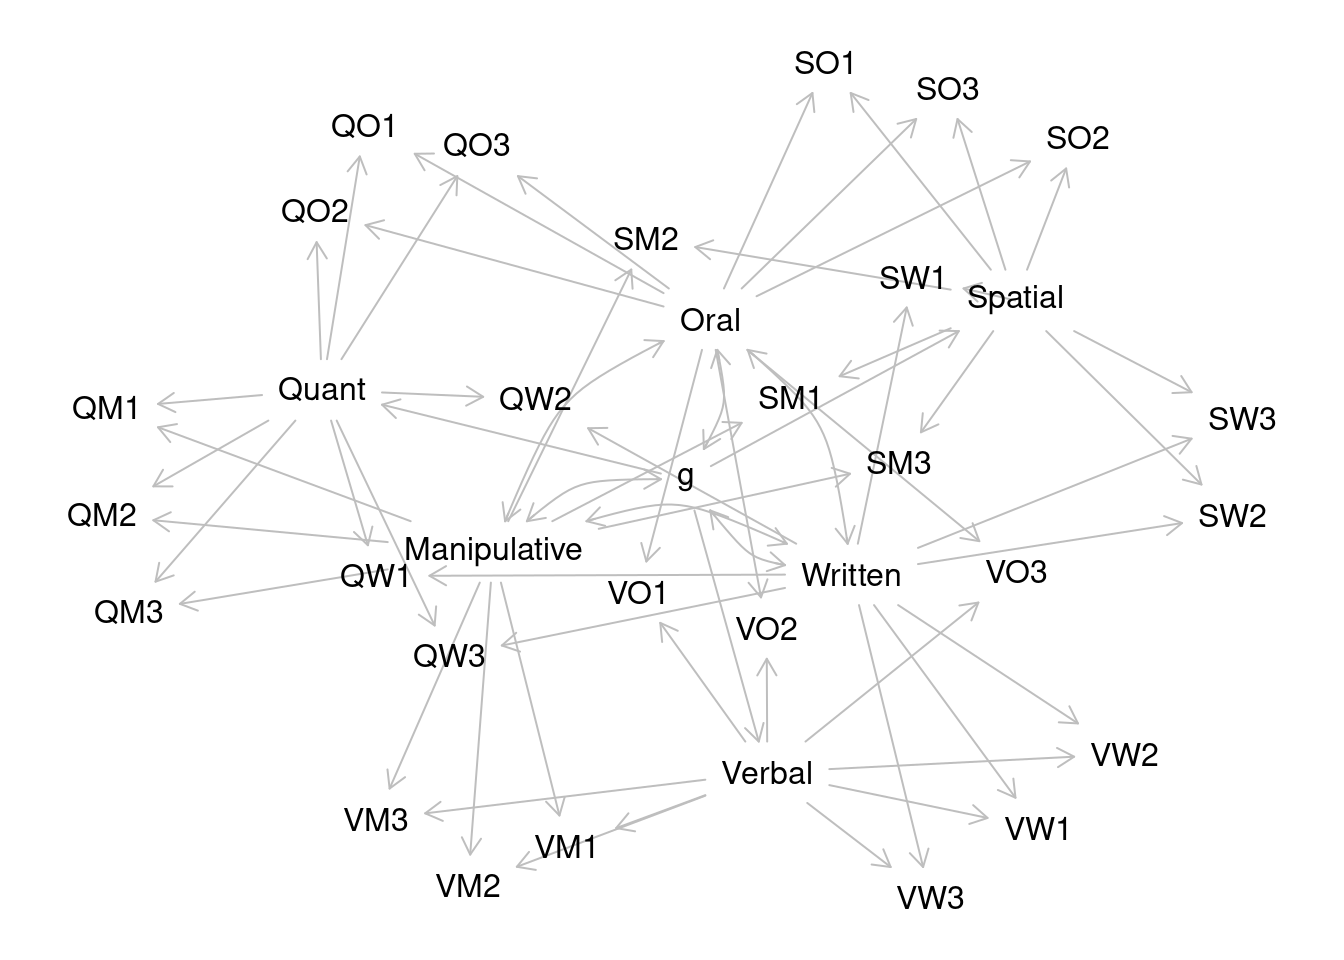 SO1
SO3
QO1
SO2
QO3
QO2
SM2
SW1
Spatial
Oral
Quant
QW2
SM1
QM1
SW3
SM3
g
QM2
SW2
Manipulative
QW1
Written
VO3
VO1
QM3
VO2
QW3
VW2
Verbal
VM3
VW1
VM1
VM2
VW3